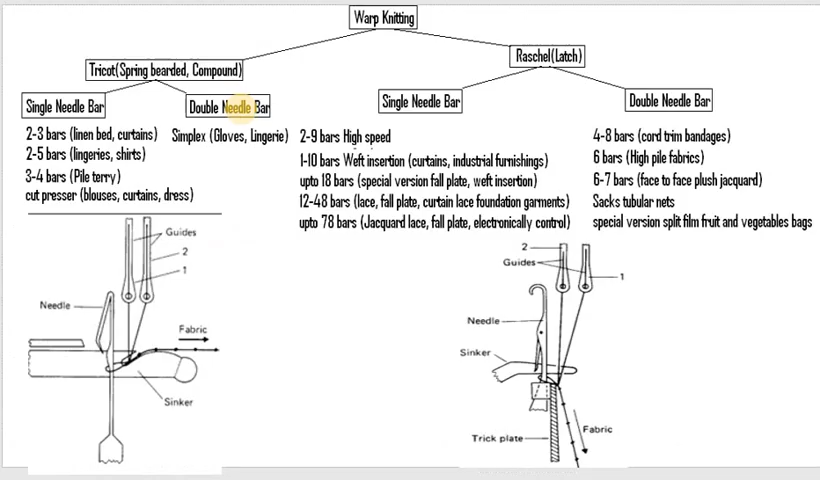 Warp Knitting
Tricot(Spring bearded, Compound)
Raschel(Latch)
Single Needle Bar
Double Needle Bar
Single Needle Bar
Double Needle Bar
2-3 bars (linen bed, curtains)
2-5 bars (lingeries, shirts)
3-4 bars (Pile terry)
cut presser (blouses, curtains, dress)
Simplex (Gloves, Lingerie)
2-9 bars High speed
1-10 bars Weft insertion (curtains, industrial furnishings)
upto 18 bars (special version fall plate, weft insertion)
12-48 bars (lace, fall plate, curtain lace foundation garments)
upto 78 bars (Jacquard lace, fall plate, electronically control)
4-8 bars (cord trim bandages)
6 bars (High pile fabrics)
6-7 bars (face to face plush jacquard)
Sacks tubular nets
special version split film fruit and vegetables bags
Guides
2
1
Needle
Fabric
Sinker
2
Guides
1
Needle
Sinker
Trick plate
Fabric